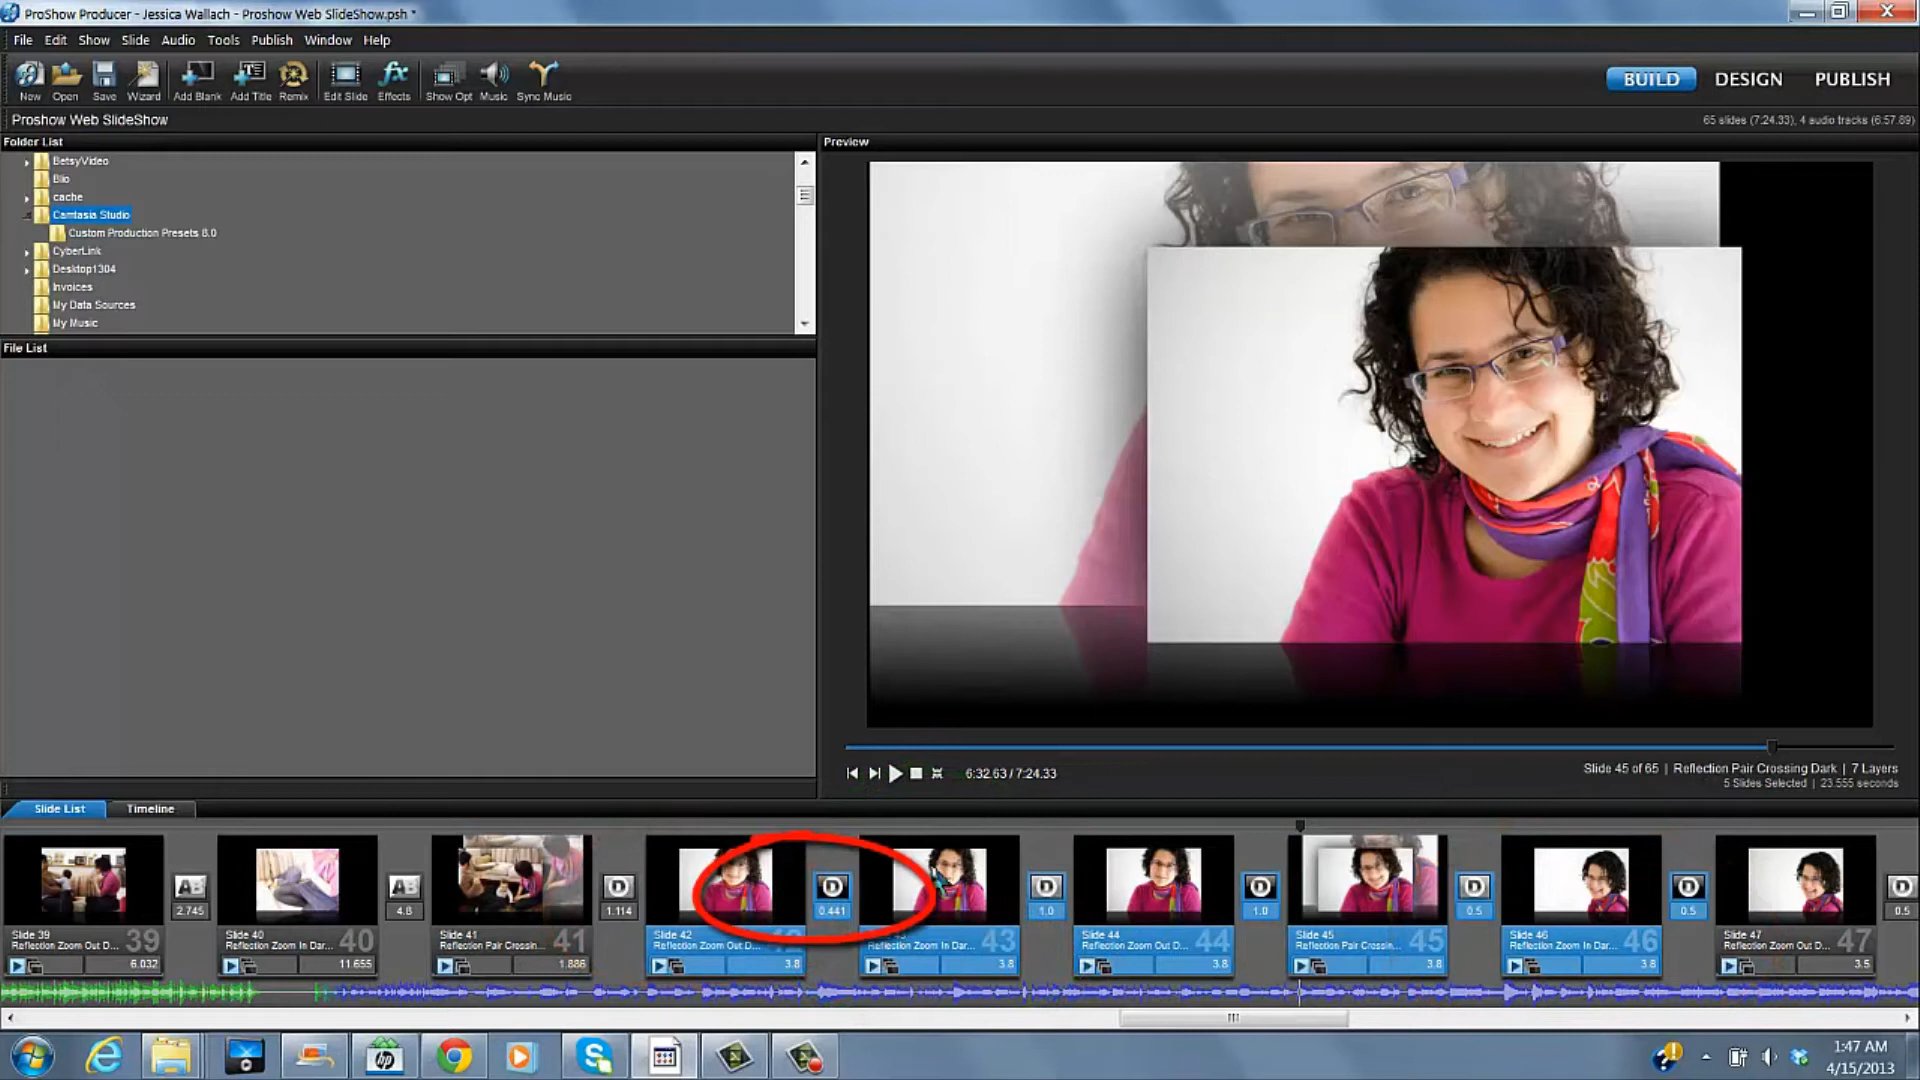 ProShow Producer - Jessica Wallach - Proshow Web SlideShow.psh *
File Edit Show Slide Audio Tools Publish Window Help
New Open Save Wizard Add Blank Add Title Remix Edit Slide Effects Show Opt Music Sync Music
BUILD DESIGN PUBLISH
Proshow Web SlideShow
65 slides (7:24.33), 4 audio tracks (6:57.89)
Folder List
BetsyVideo
Blio
cache
Camtasia Studio
Custom Production Presets 8.0
CyberLink
Desktop1304
Invoices
My Data Sources
My Music
File List
Preview
6:32.63 / 7:24.33
Slide 45 of 65 | Reflection Pair Crossing Dark | 7 Layers
5 Slides Selected | 23.555 seconds
Slide List Timeline
AB 2.745 AB 4.8 D 1.114 D 0.441 D 1.0 D 1.0 D 0.5 D 0.5 D 0.5
Slide 39
Reflection Zoom Out D... 39
6.032
Slide 40
Reflection Zoom In Dar... 40
11.655
Slide 41
Reflection Pair Crossin... 41
1.886
Slide 42
Reflection Zoom Out D...
3.8
Reflection Zoom In Dar... 43
3.8
Slide 44
Reflection Zoom Out D... 44
3.8
Slide 45
Reflection Pair Crossin... 45
3.8
Slide 46
Reflection Zoom In Dar... 46
3.8
Slide 47
Reflection Zoom Out D... 47
3.5
hp
1:47 AM
4/15/2013